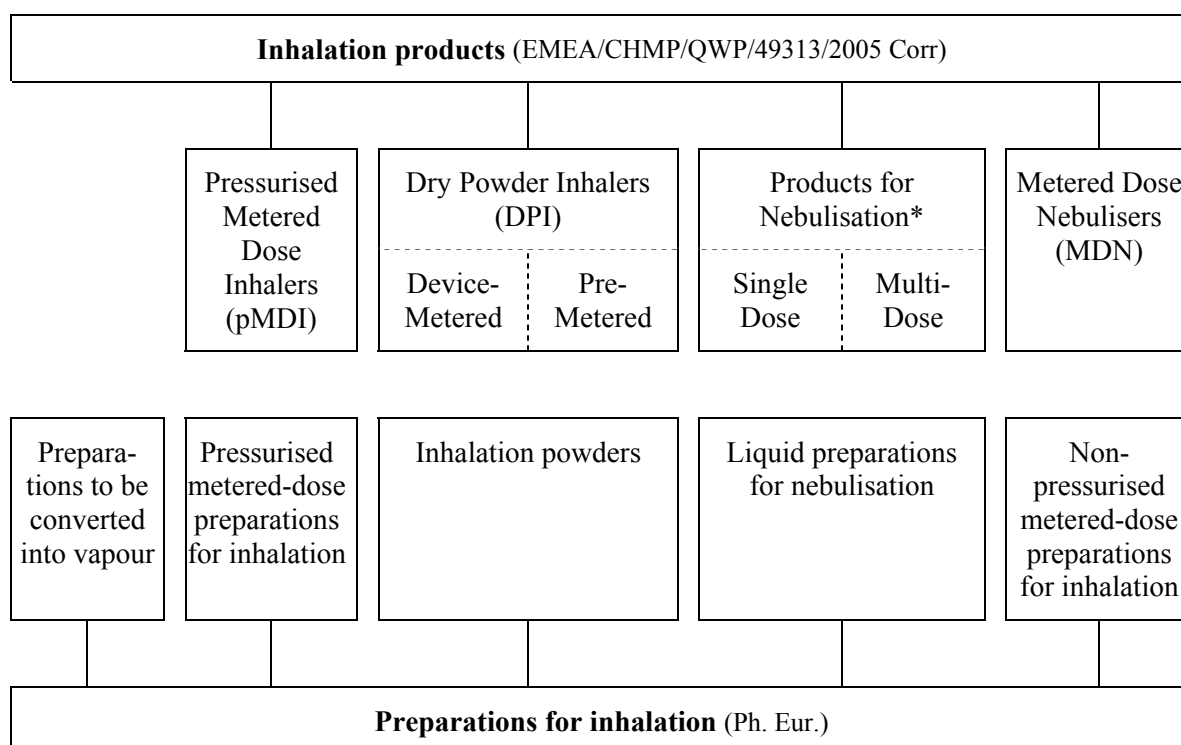 Inhalation products (EMEA/CHMP/QWP/49313/2005 Corr)
Pressurised
Metered
Dose
Inhalers
(pMDI)
Dry Powder Inhalers
(DPI)
Device-
Metered
Pre-
Metered
Products for
Nebulisation*
Single
Dose
Multi-
Dose
Metered Dose
Nebulisers
(MDN)
Prepara-
tions to be
converted
into vapour
Pressurised
metered-dose
preparations
for inhalation
Inhalation powders
Liquid preparations
for nebulisation
Non-
pressurised
metered-dose
preparations
for inhalation
Preparations for inhalation (Ph. Eur.)